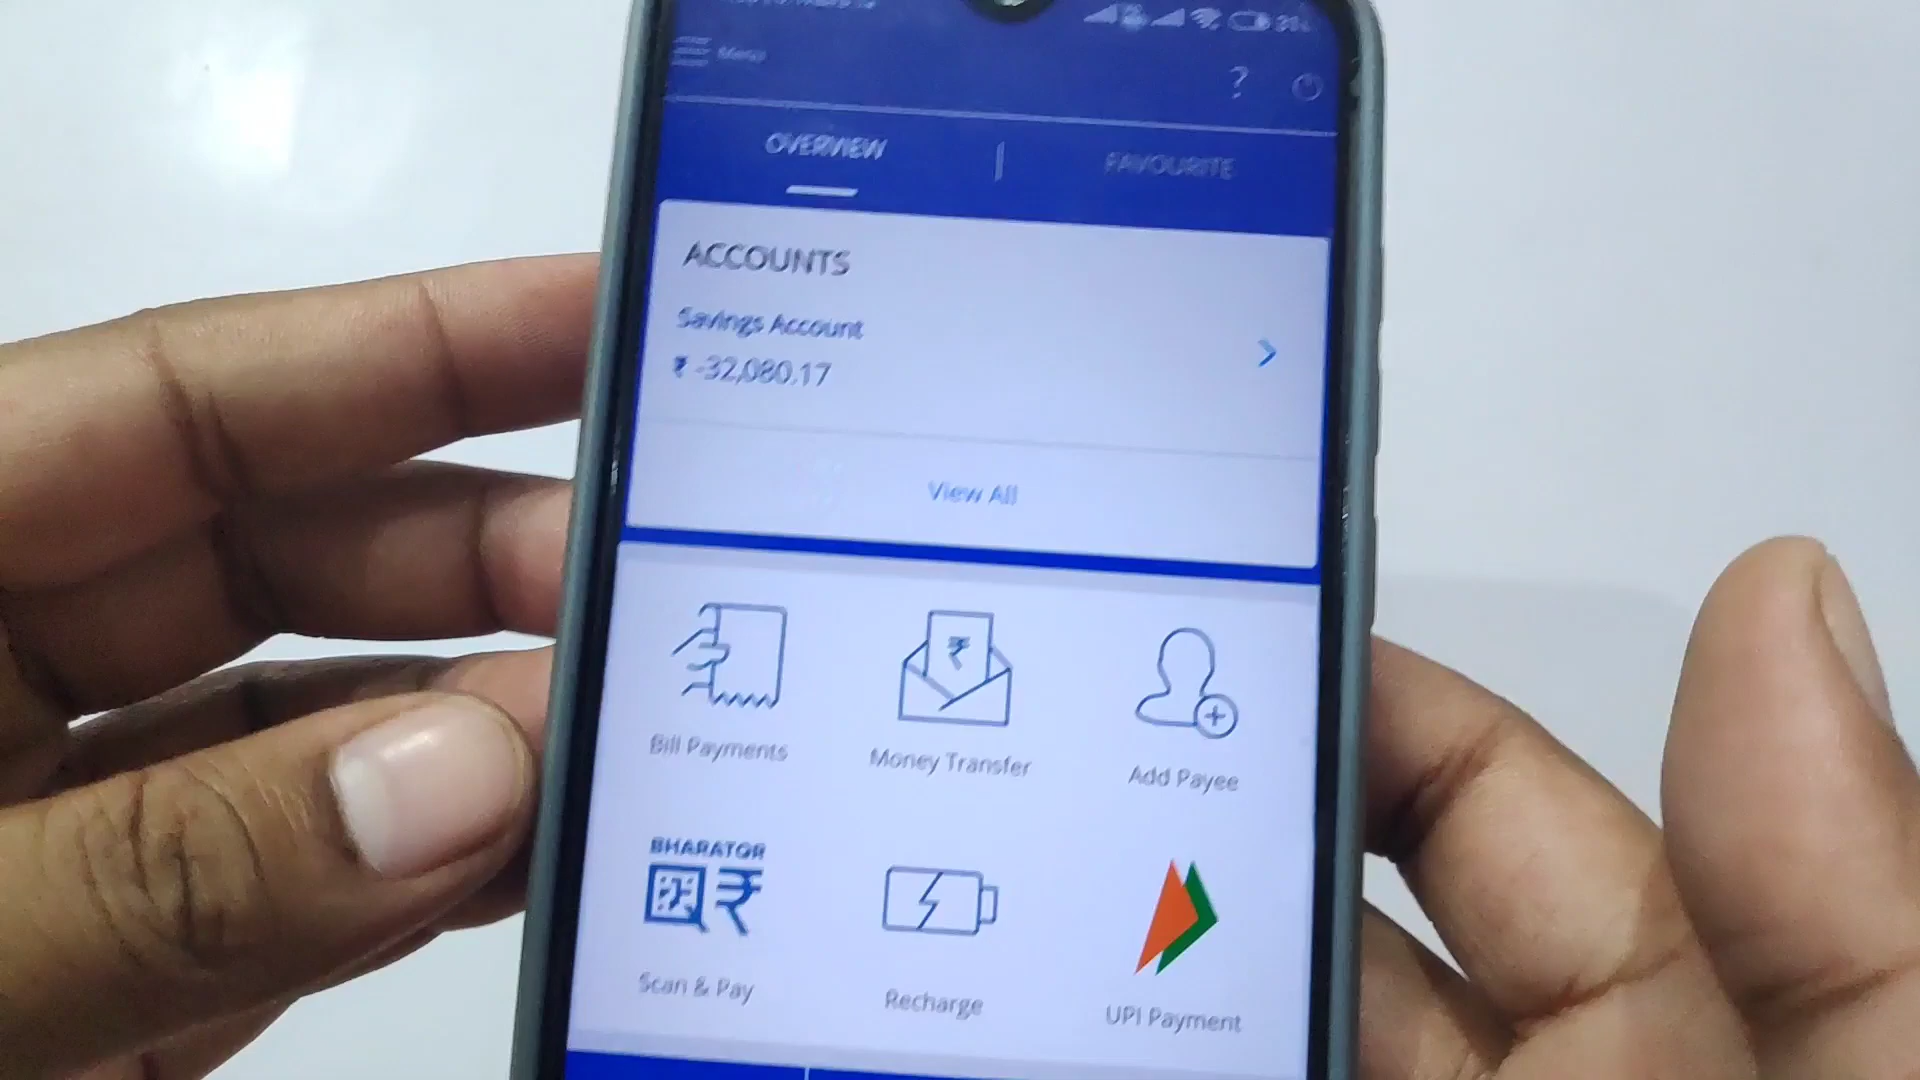 Menu
?
OVERVIEW | FAVOURITE
ACCOUNTS
Savings Account
₹ -32,080.17
View All
Bill Payments
Money Transfer
Add Payee
BHARATQR
Scan & Pay
Recharge
UPI Payment